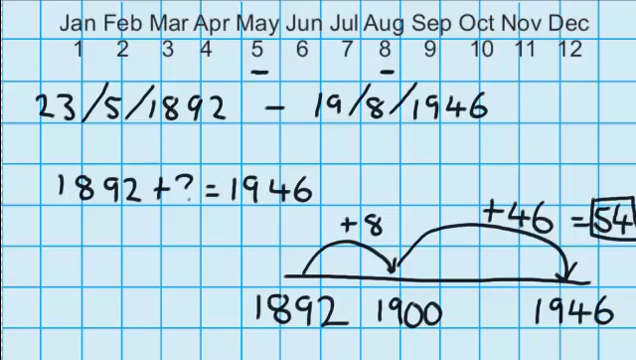 Jan Feb Mar Apr May Jun Jul Aug Sep Oct Nov Dec
1 2 3 4 5 6 7 8 9 10 11 12
23/5/1892 - 19/8/1946
1892 + ? = 1946
+8 +46 = 54
1892 1900 1946